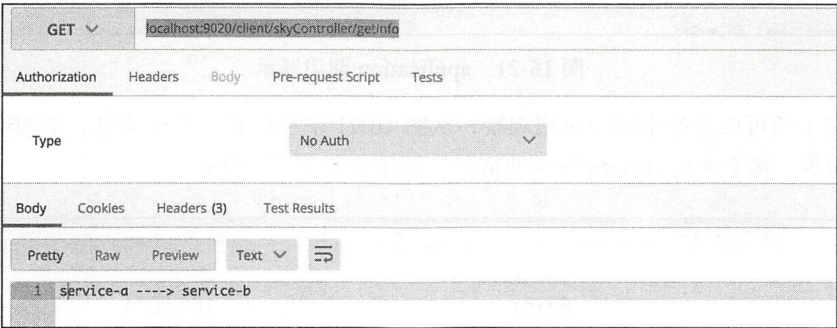 GET
localhost:9020/client/skyController/getInfo
Authorization Headers Body Pre-request Script Tests
Type No Auth
Body Cookies Headers (3) Test Results
Pretty Raw Preview Text
1 service-a ----> service-b